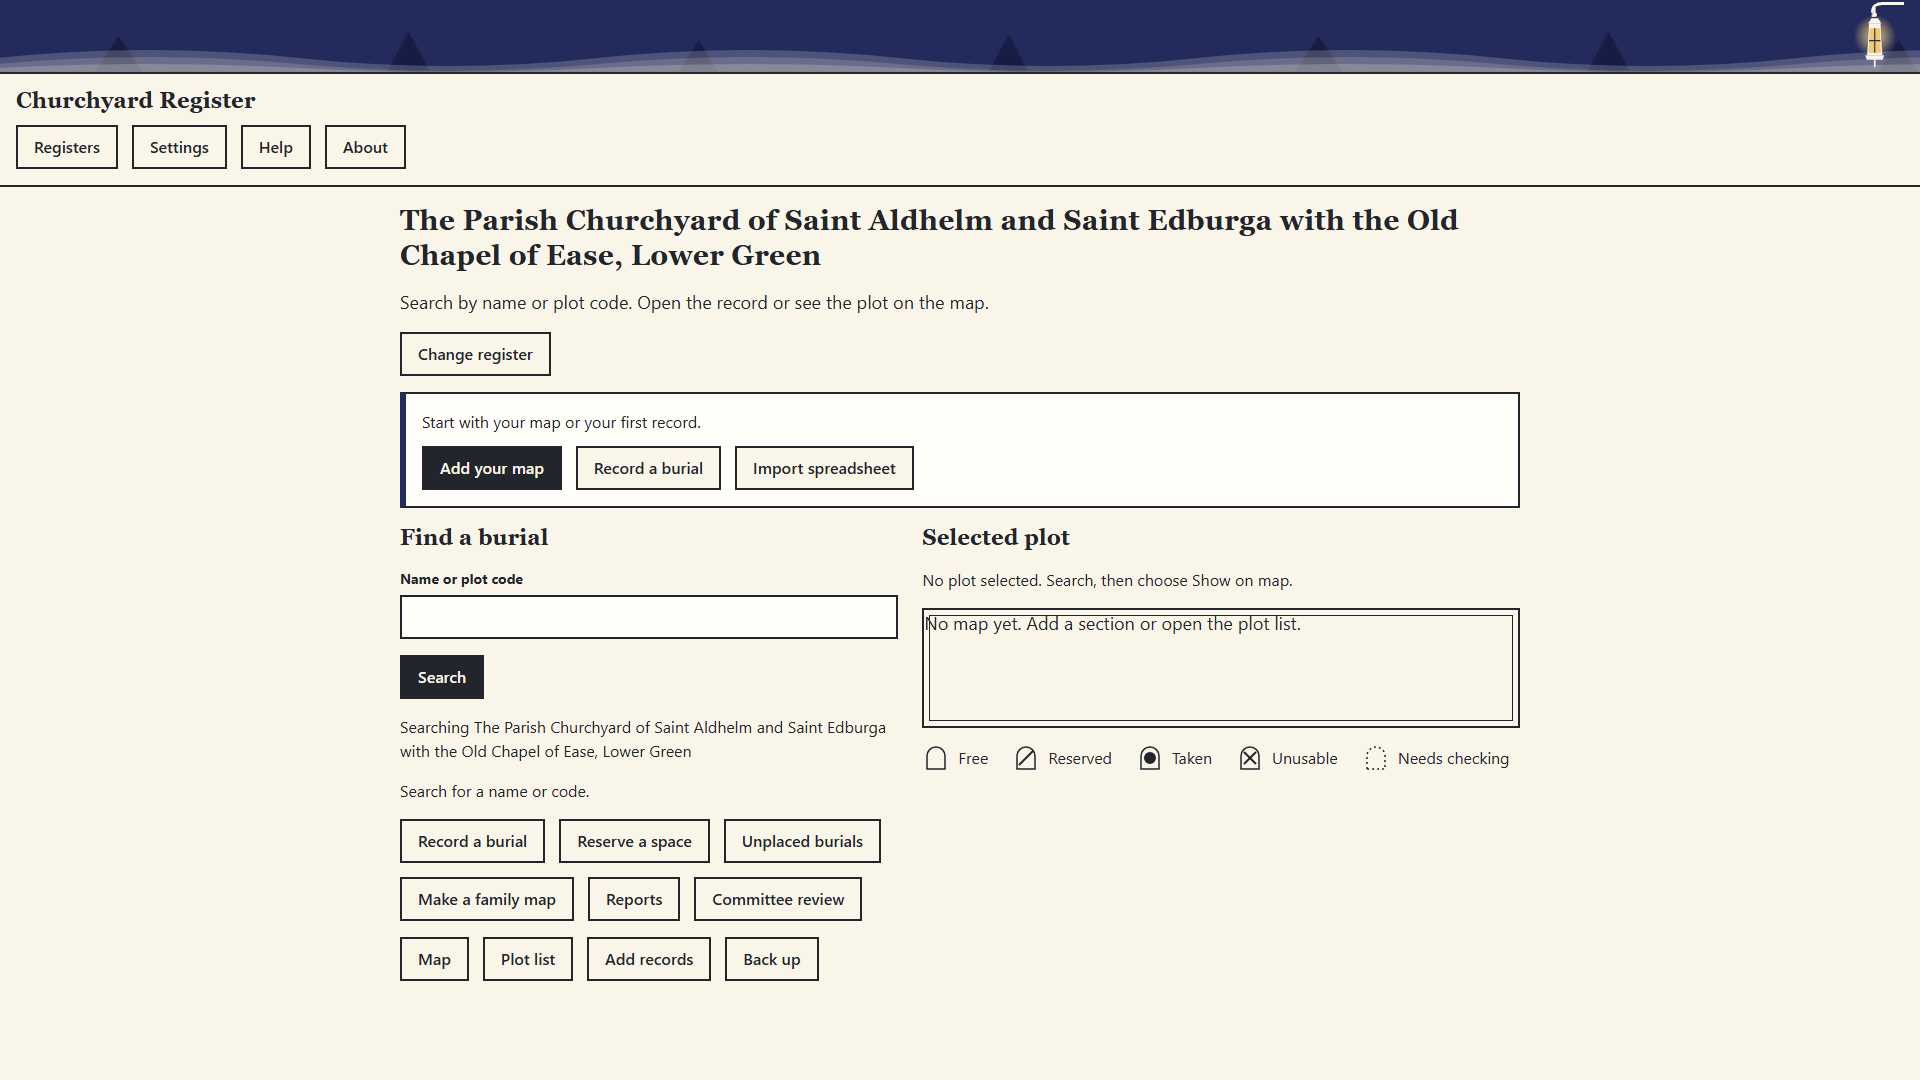 Churchyard Register
Registers
Settings
Help
About
The Parish Churchyard of Saint Aldhelm and Saint Edburga with the Old
Chapel of Ease, Lower Green
Search by name or plot code. Open the record or see the plot on the map.
Change register
Start with your map or your first record.
Add your map
Record a burial
Import spreadsheet
Find a burial
Name or plot code
Search
Searching The Parish Churchyard of Saint Aldhelm and Saint Edburga
with the Old Chapel of Ease, Lower Green
Search for a name or code.
Record a burial
Reserve a space
Unplaced burials
Make a family map
Reports
Committee review
Map
Plot list
Add records
Back up
Selected plot
No plot selected. Search, then choose Show on map.
No map yet. Add a section or open the plot list.
Free
Reserved
Taken
Unusable
Needs checking